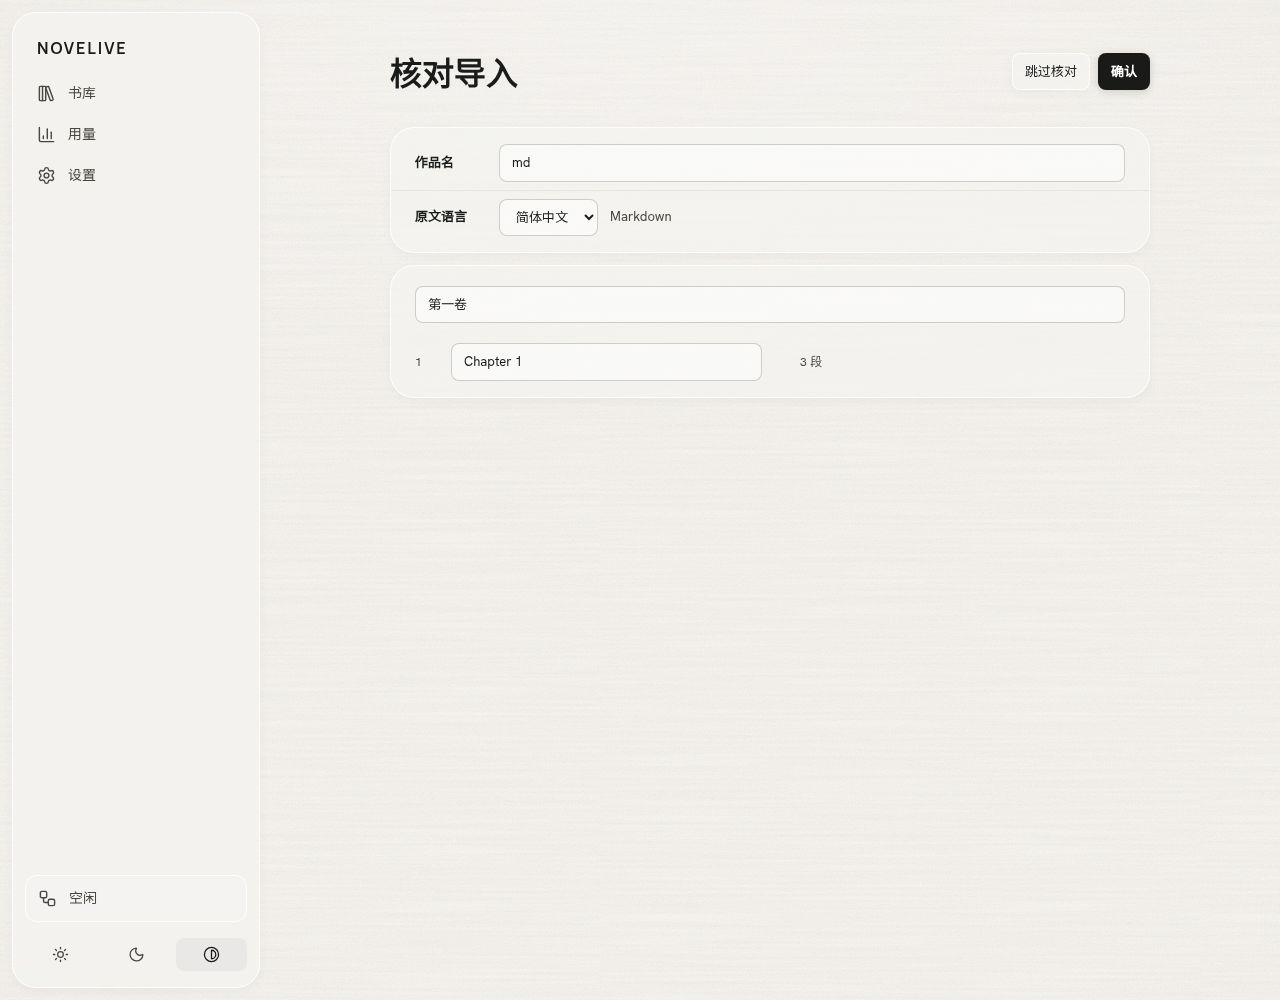 NOVELIVE
书库
用量
设置
空闲
核对导入
跳过核对
确认
作品名
md
原文语言
简体中文
Markdown
第一卷
1
Chapter 1
3 段